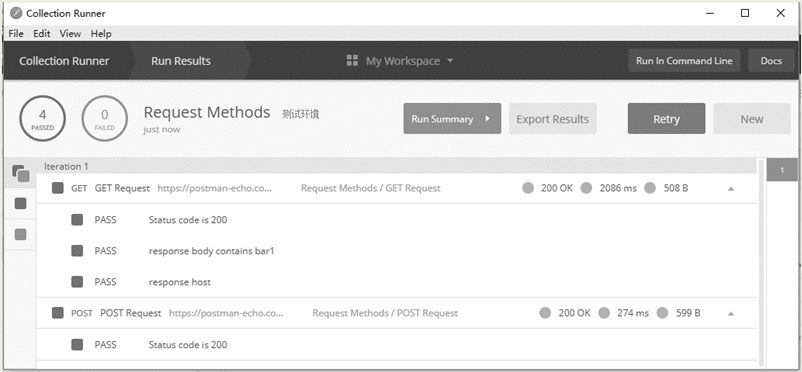 Collection Runner
File Edit View Help
Collection Runner Run Results My Workspace Run In Command Line Docs
4 PASSED 0 FAILED Request Methods 测试环境 just now Run Summary Export Results Retry New
Iteration 1 1
GET GET Request https://postman-echo.co... Request Methods / GET Request 200 OK 2086 ms 508 B
PASS Status code is 200
PASS response body contains bar1
PASS response host
POST POST Request https://postman-echo.co... Request Methods / POST Request 200 OK 274 ms 599 B
PASS Status code is 200